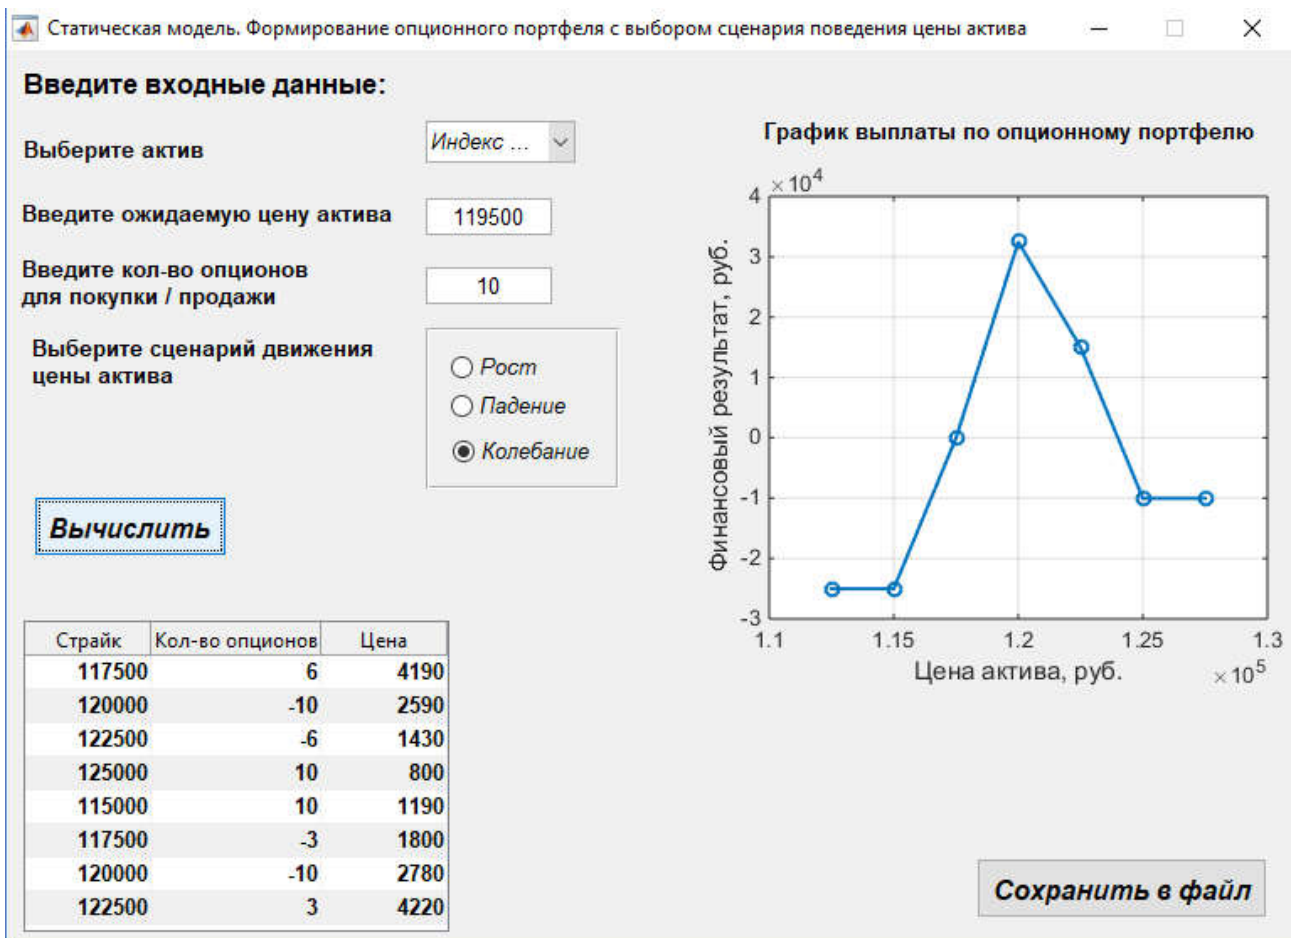 Статическая модель. Формирование опционного портфеля с выбором сценария поведения цены актива
Введите входные данные:
Выберите актив
Индекс ...
Введите ожидаемую цену актива
119500
Введите кол-во опционов
для покупки / продажи
10
Выберите сценарий движения
цены актива
Рост
Падение
Колебание
Вычислить
Страйк Кол-во опционов Цена
117500 6 4190
120000 -10 2590
122500 -6 1430
125000 10 800
115000 10 1190
117500 -3 1800
120000 -10 2780
122500 3 4220
График выплаты по опционному портфелю
× 10^4
4
3
2
1
0
-1
-2
-3
Финансовый результат, руб.
1.1 1.15 1.2 1.25 1.3
Цена актива, руб.
× 10^5
Сохранить в файл